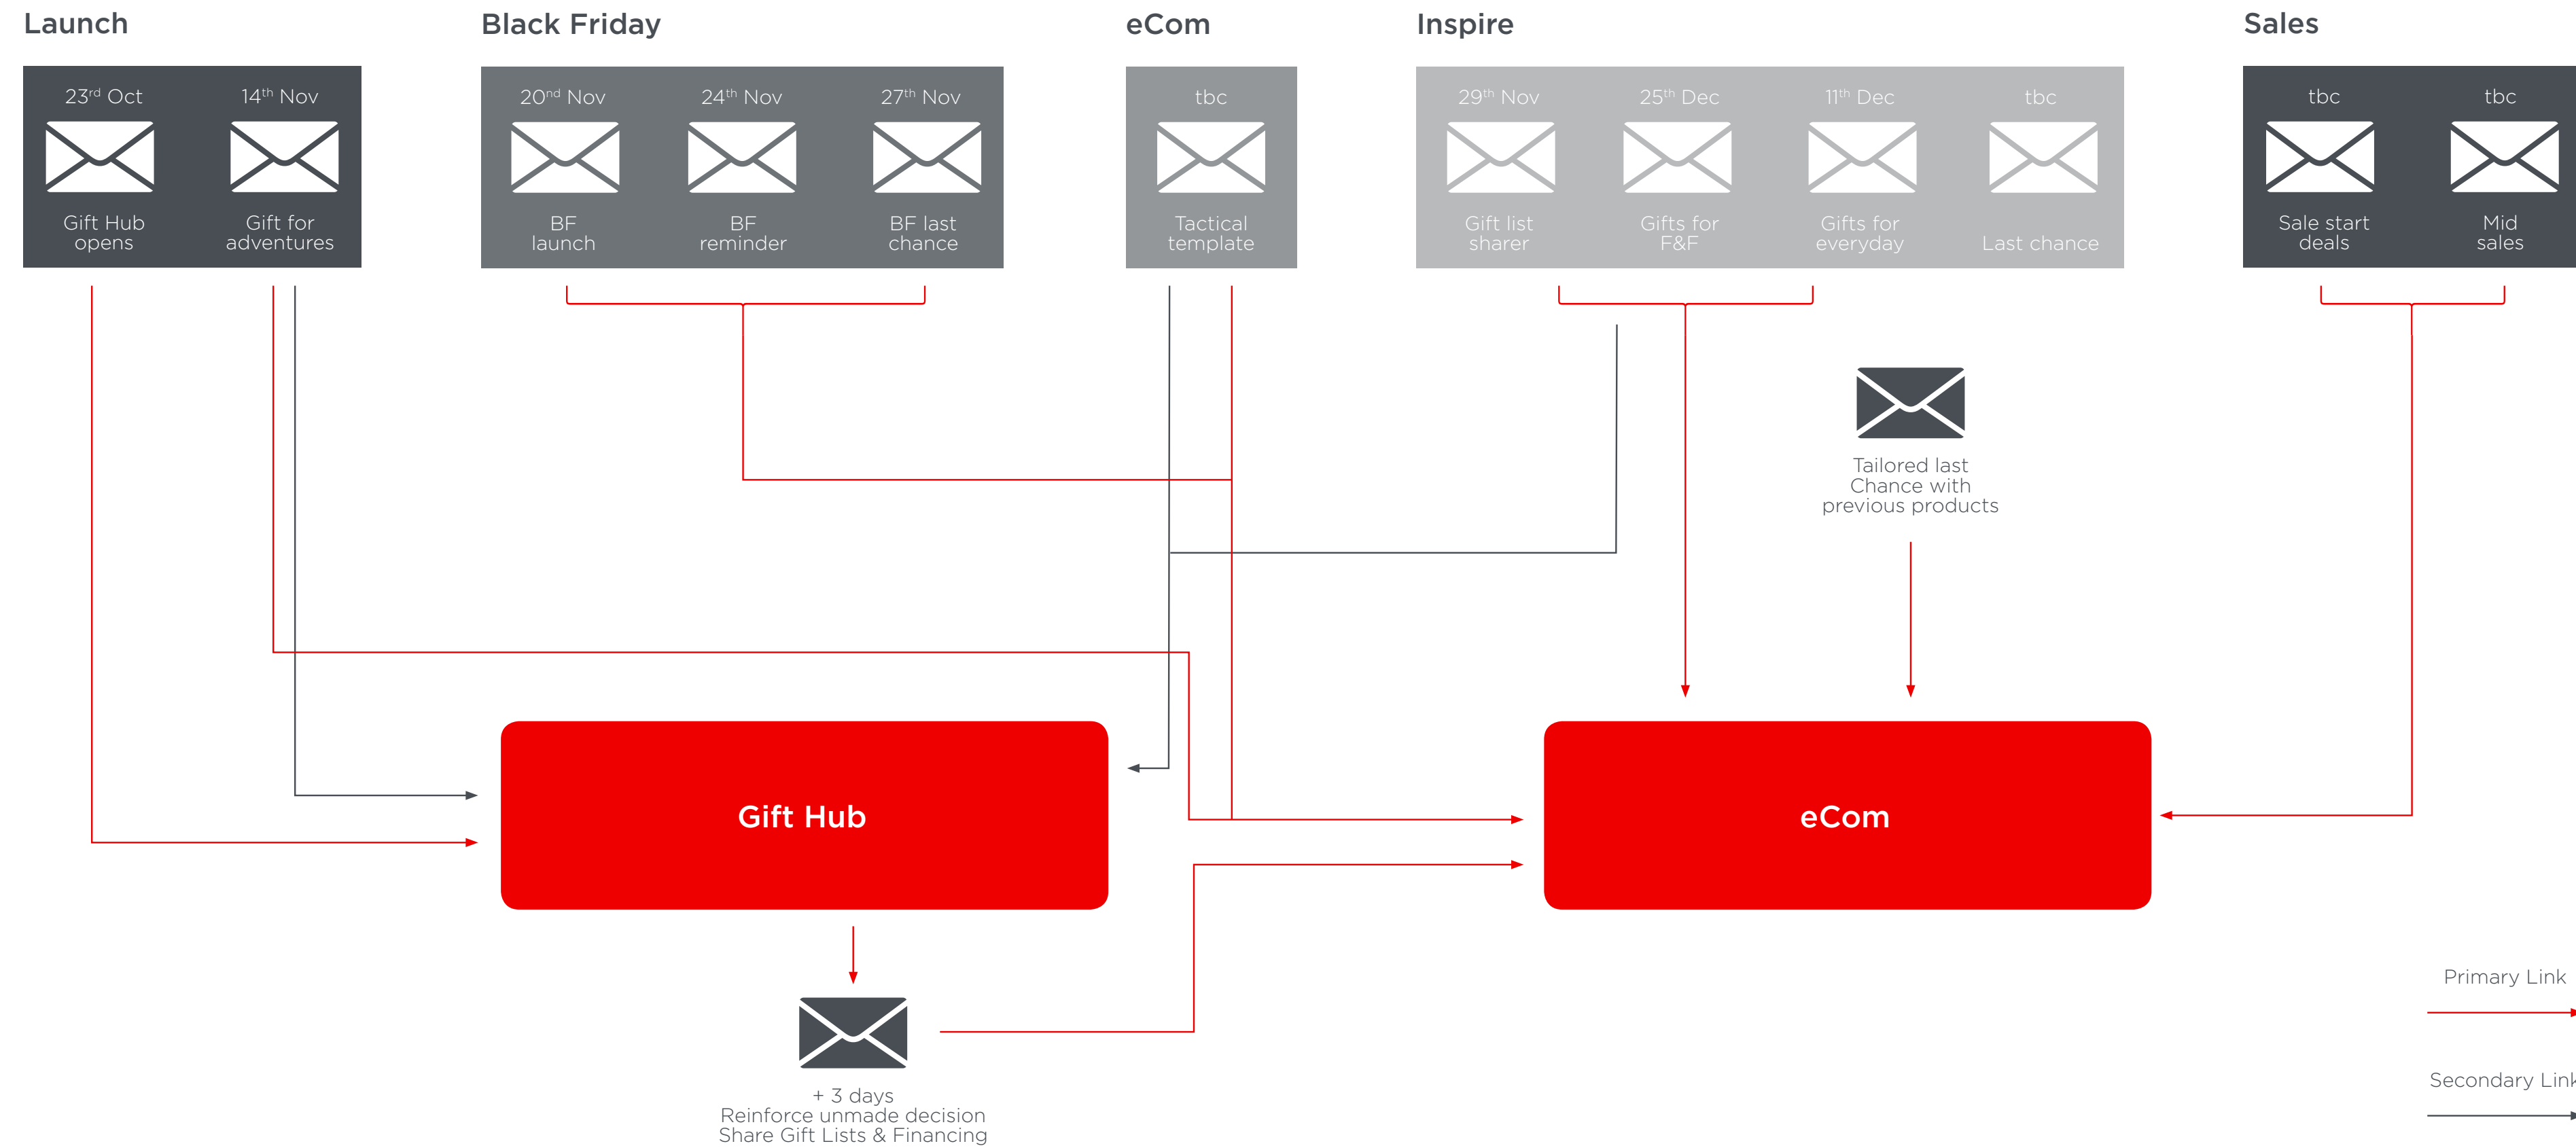 Launch
23rd Oct
14th Nov
Gift Hub
opens
Gift for
adventures
Black Friday
20nd Nov
24th Nov
27th Nov
BF
launch
BF
reminder
BF last
chance
eCom
tbc
Tactical
template
Inspire
29th Nov
25th Dec
11th Dec
tbc
Gift list
sharer
Gifts for
F&F
Gifts for
everyday
Last chance
Sales
tbc
tbc
Sale start
deals
Mid
sales
Tailored last
Chance with
previous products
Gift Hub
eCom
+ 3 days
Reinforce unmade decision
Share Gift Lists & Financing
Primary Link
Secondary Link